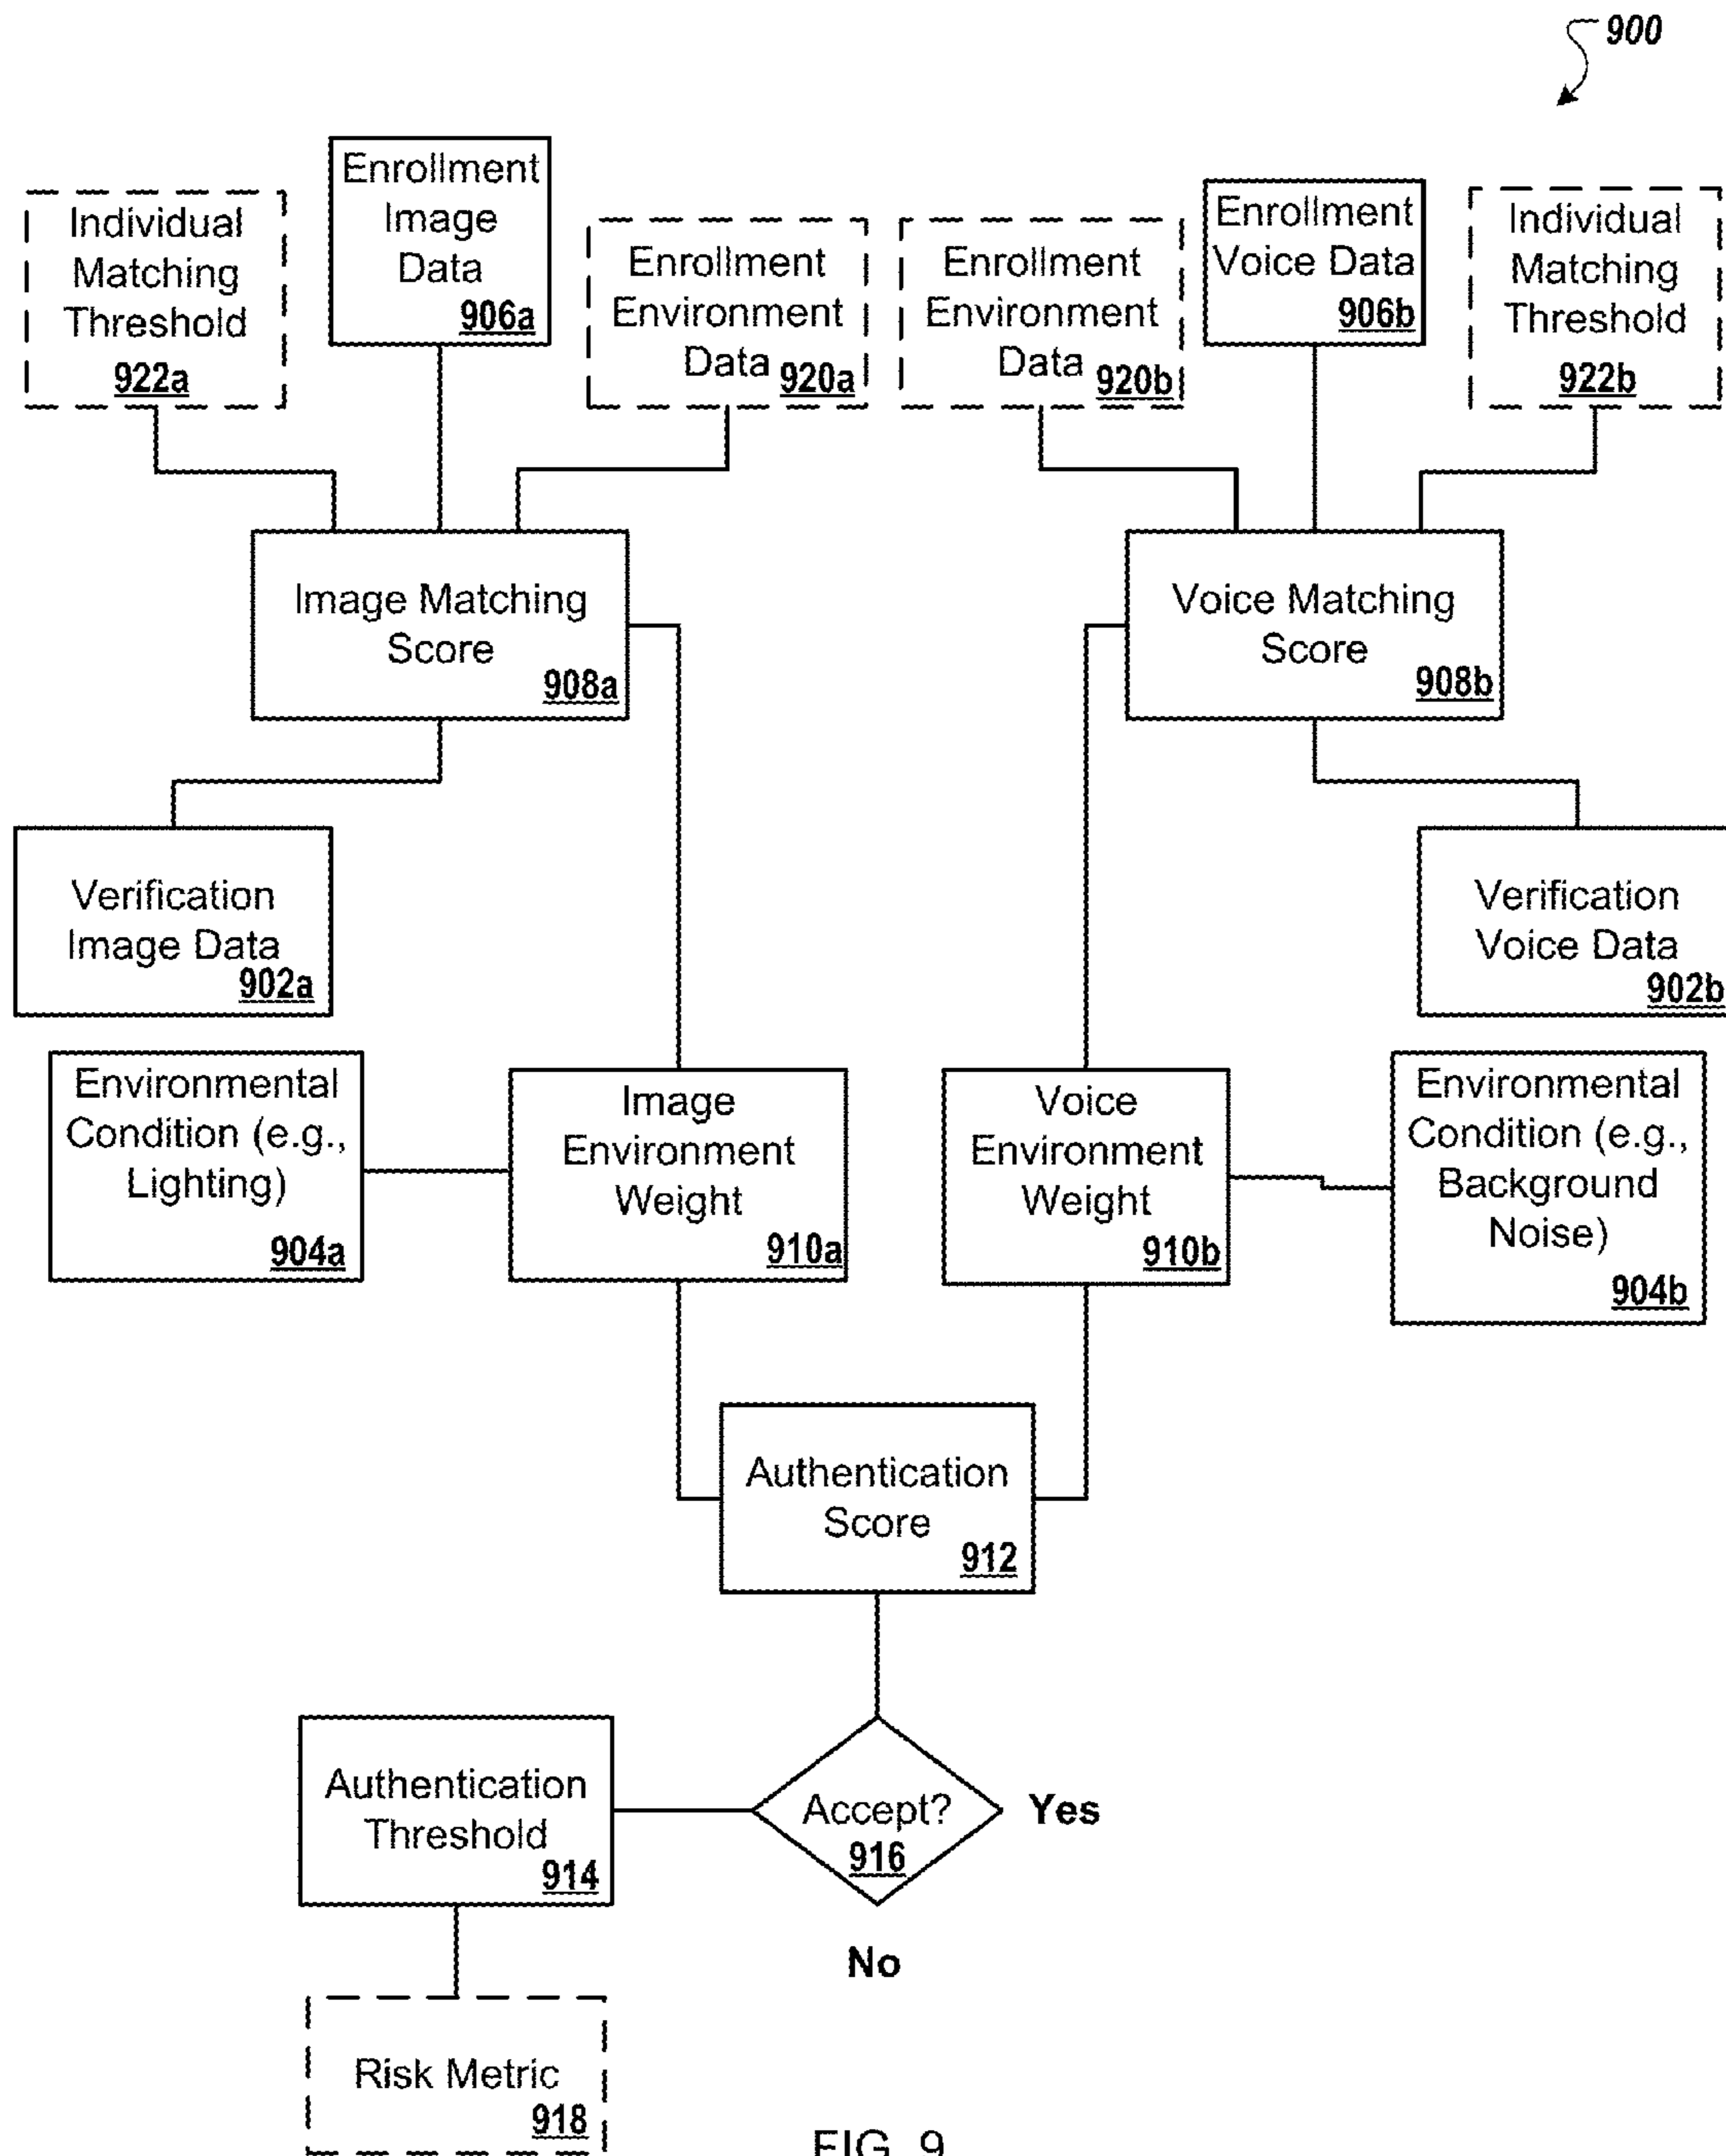 900
Individual
Matching
Threshold
922a
Enrollment
Image
Data
906a
Enrollment
Environment
Data 920a
Enrollment
Environment
Data 920b
Enrollment
Voice Data
906b
Individual
Matching
Threshold
922b
Image Matching
Score
908a
Voice Matching
Score
908b
Verification
Image Data
902a
Verification
Voice Data
902b
Environmental
Condition (e.g.,
Lighting)
904a
Image
Environment
Weight
910a
Voice
Environment
Weight
910b
Environmental
Condition (e.g.,
Background
Noise)
904b
Authentication
Score
912
Authentication
Threshold
914
Accept?
916
Yes
No
Risk Metric
918
FIG. 9